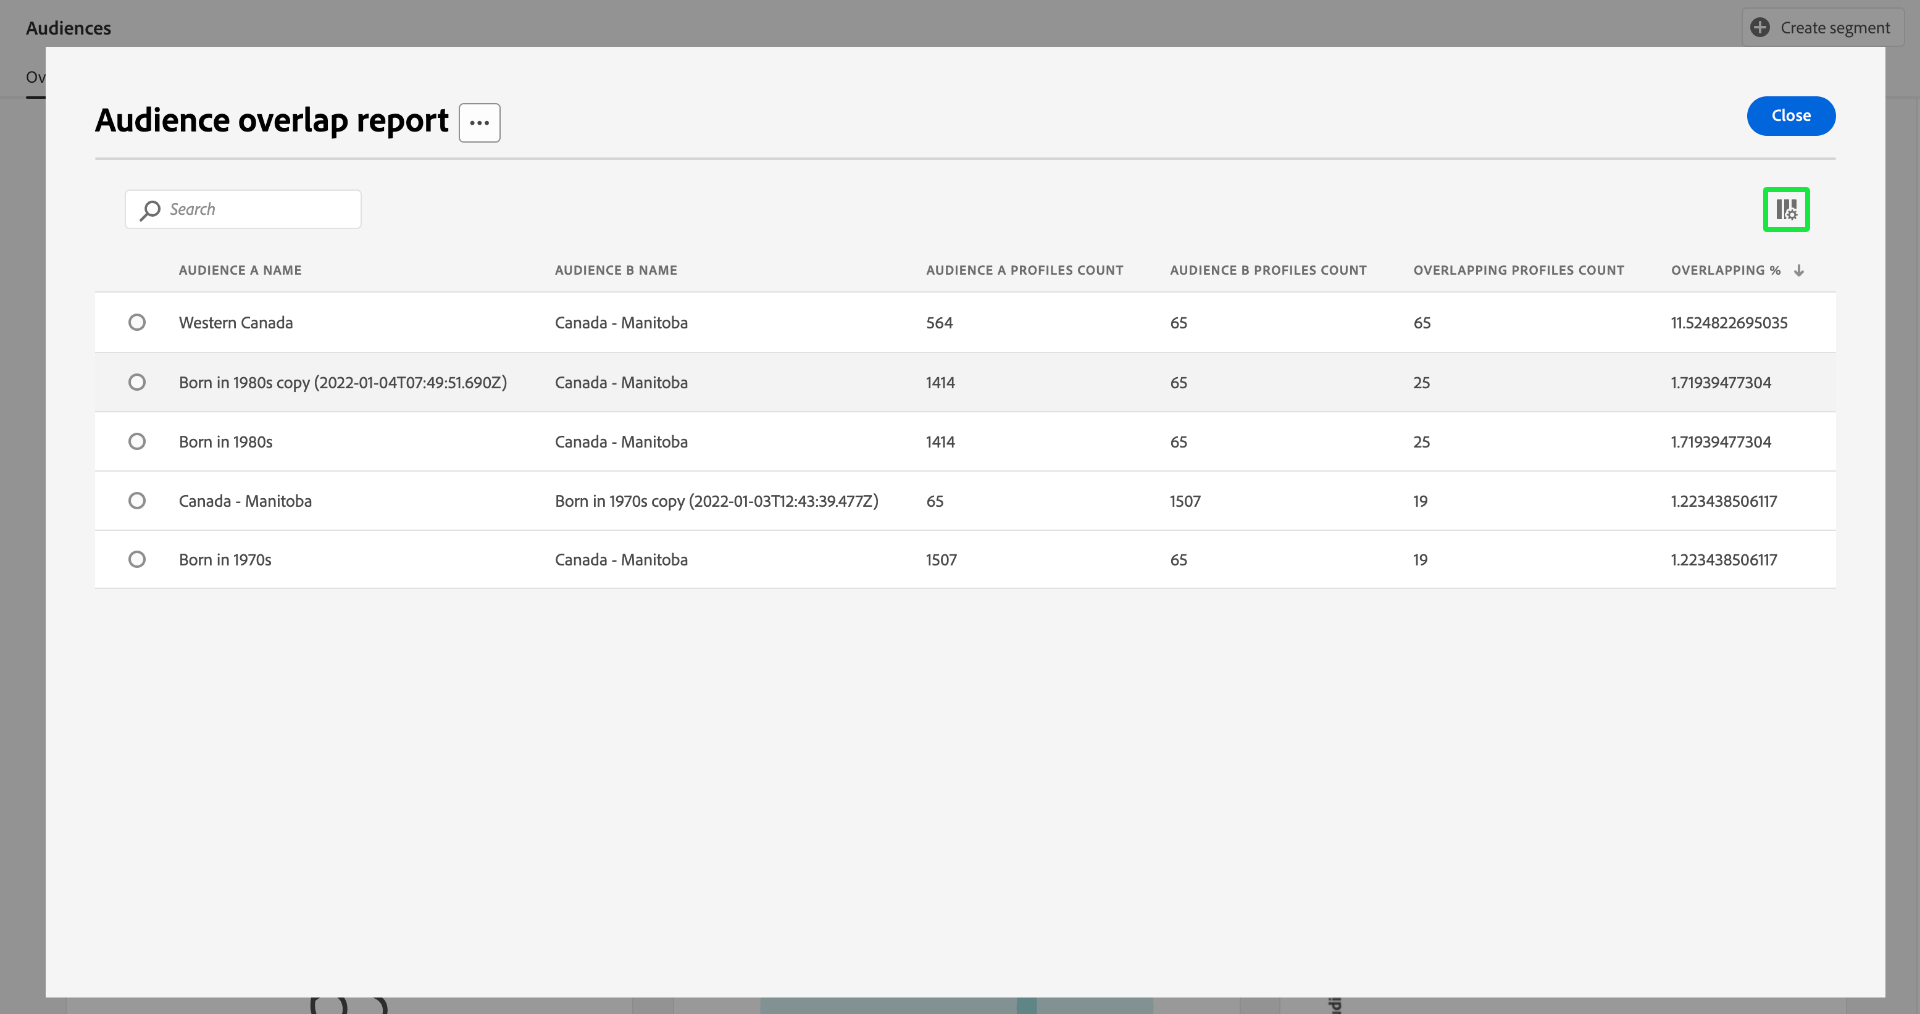 Audiences
Create segment
Ov
Audience overlap report
Close
Search
AUDIENCE A NAME AUDIENCE B NAME AUDIENCE A PROFILES COUNT AUDIENCE B PROFILES COUNT OVERLAPPING PROFILES COUNT OVERLAPPING %
Western Canada Canada - Manitoba 564 65 65 11.524822695035
Born in 1980s copy (2022-01-04T07:49:51.690Z) Canada - Manitoba 1414 65 25 1.71939477304
Born in 1980s Canada - Manitoba 1414 65 25 1.71939477304
Canada - Manitoba Born in 1970s copy (2022-01-03T12:43:39.477Z) 65 1507 19 1.223438506117
Born in 1970s Canada - Manitoba 1507 65 19 1.223438506117